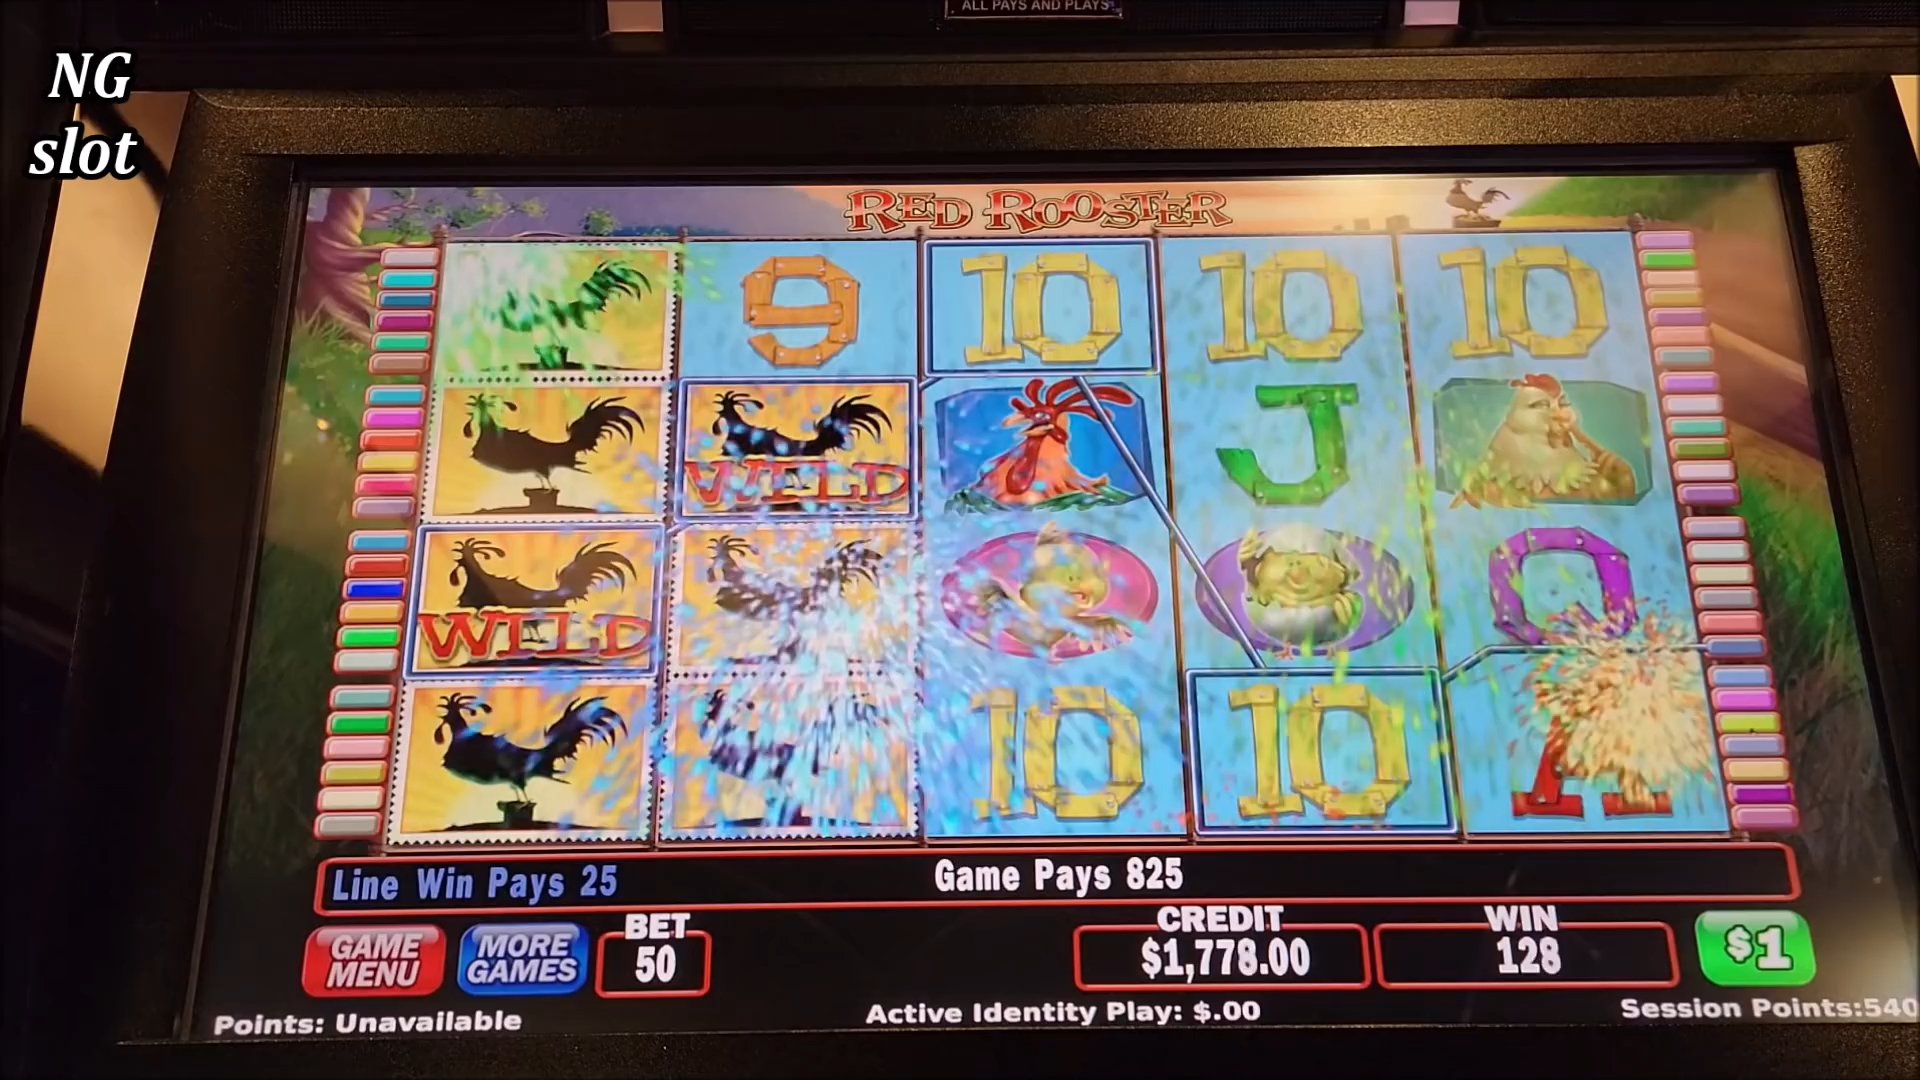 ALL PAYS AND PLAYS
NG
slot
RED ROOSTER
9
10
10
10
WILD
J
WILD
Q
10
10
Line Win Pays 25
Game Pays 825
GAME
MENU
MORE
GAMES
BET
50
CREDIT
$1,778.00
WIN
128
$1
Points: Unavailable
Active Identity Play: $.00
Session Points:540